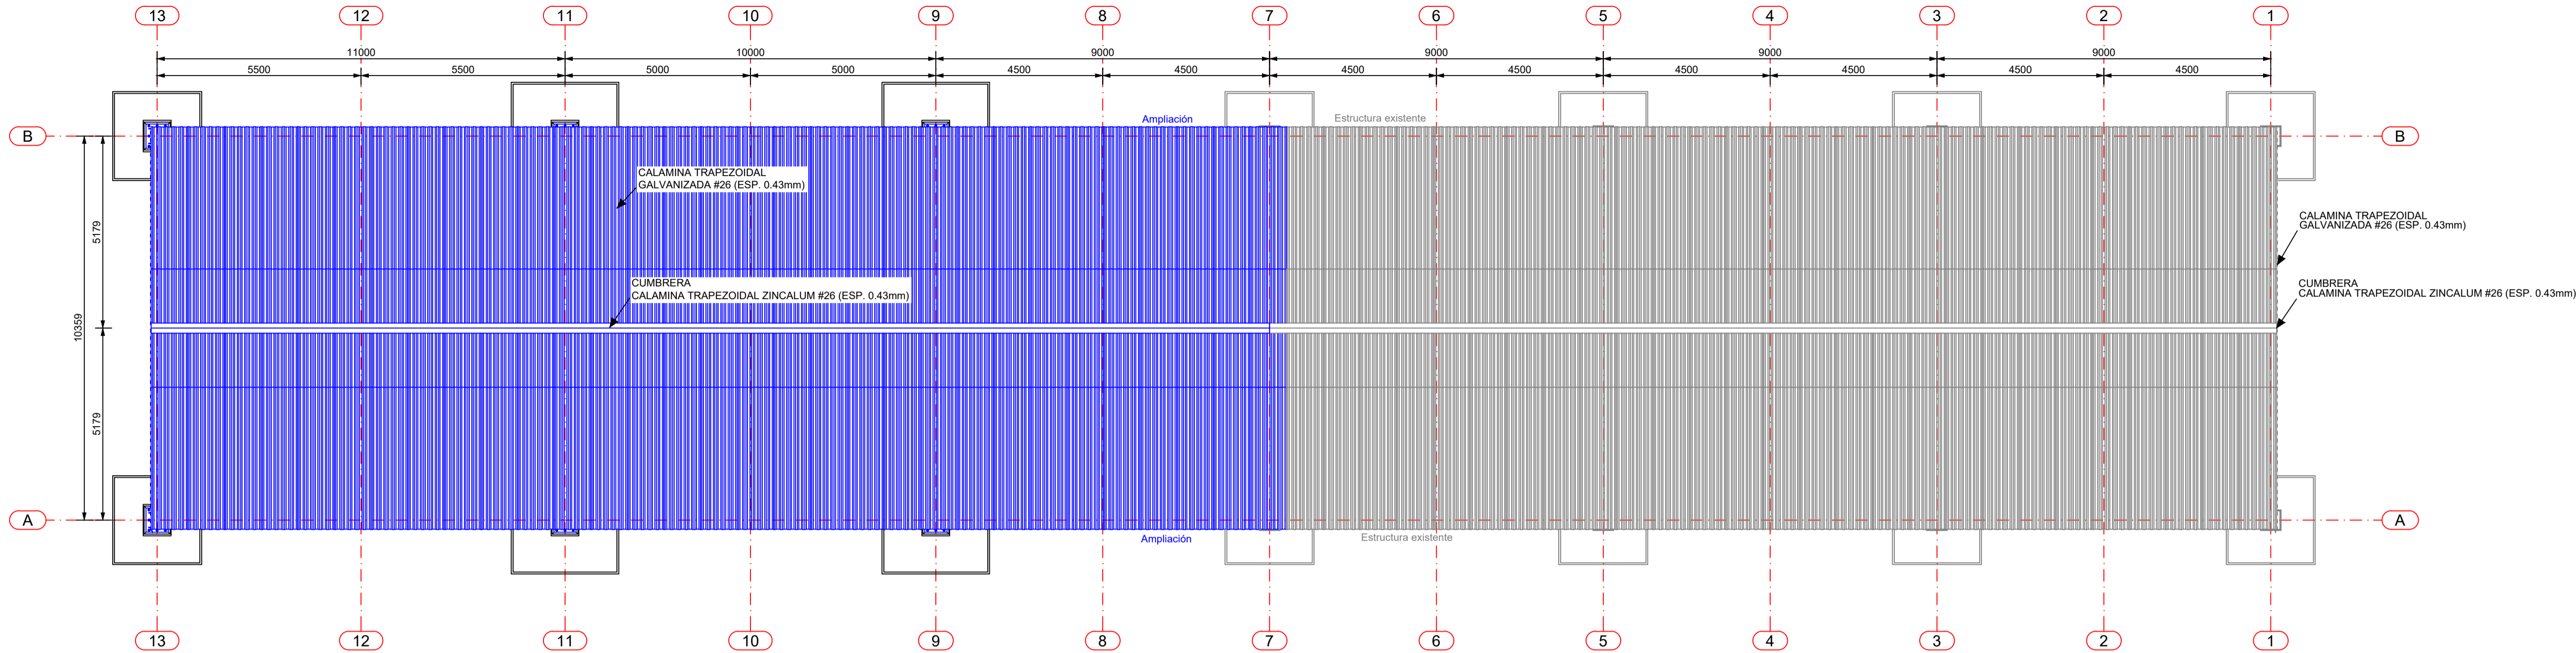 13 12 11 10 9 8 7 6 5 4 3 2 1
11000 10000 9000 9000 9000 9000
5500 5500 5000 5000 4500 4500 4500 4500 4500 4500 4500 4500
Ampliación
Estructura existente
B
B
CALAMINA TRAPEZOIDAL
GALVANIZADA #26 (ESP. 0.43mm)
5179
CALAMINA TRAPEZOIDAL
GALVANIZADA #26 (ESP. 0.43mm)
CUMBRERA
CALAMINA TRAPEZOIDAL ZINCALUM #26 (ESP. 0.43mm)
CUMBRERA
CALAMINA TRAPEZOIDAL ZINCALUM #26 (ESP. 0.43mm)
10359
5179
A
A
Ampliación
Estructura existente
13 12 11 10 9 8 7 6 5 4 3 2 1